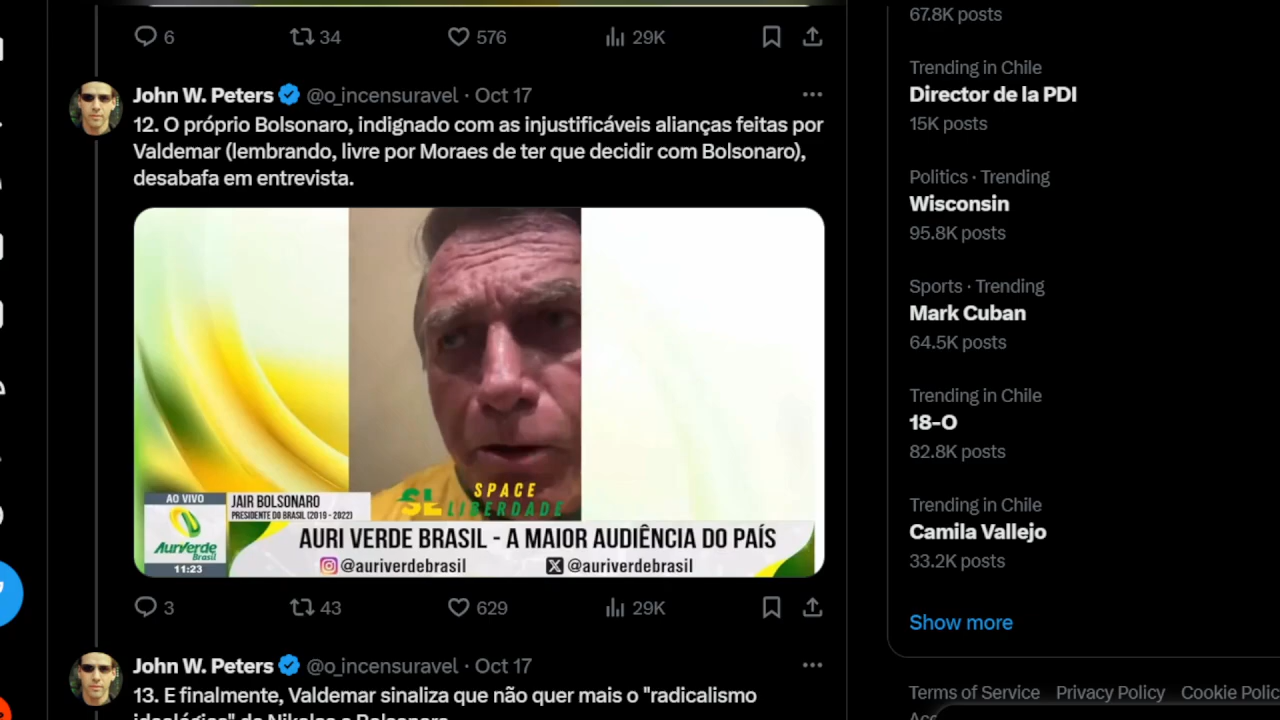 6 34 576 29K
John W. Peters @o_incensuravel · Oct 17
12. O próprio Bolsonaro, indignado com as injustificáveis alianças feitas por
Valdemar (lembrando, livre por Moraes de ter que decidir com Bolsonaro),
desabafa em entrevista.
SPACE
SL LIBERDADE
AO VIVO
JAIR BOLSONARO
PRESIDENTE DO BRASIL (2019 - 2022)
AuriVerde
Brasil
11:23
AURI VERDE BRASIL - A MAIOR AUDIÊNCIA DO PAÍS
@auriverdebrasil @auriverdebrasil
3 43 629 29K
John W. Peters @o_incensuravel · Oct 17
13. E finalmente, Valdemar sinaliza que não quer mais o "radicalismo
ideológico" de Nikolas e Bolsonaro
67.8K posts
Trending in Chile
Director de la PDI
15K posts
Politics · Trending
Wisconsin
95.8K posts
Sports · Trending
Mark Cuban
64.5K posts
Trending in Chile
18-O
82.8K posts
Trending in Chile
Camila Vallejo
33.2K posts
Show more
Terms of Service Privacy Policy Cookie Polic